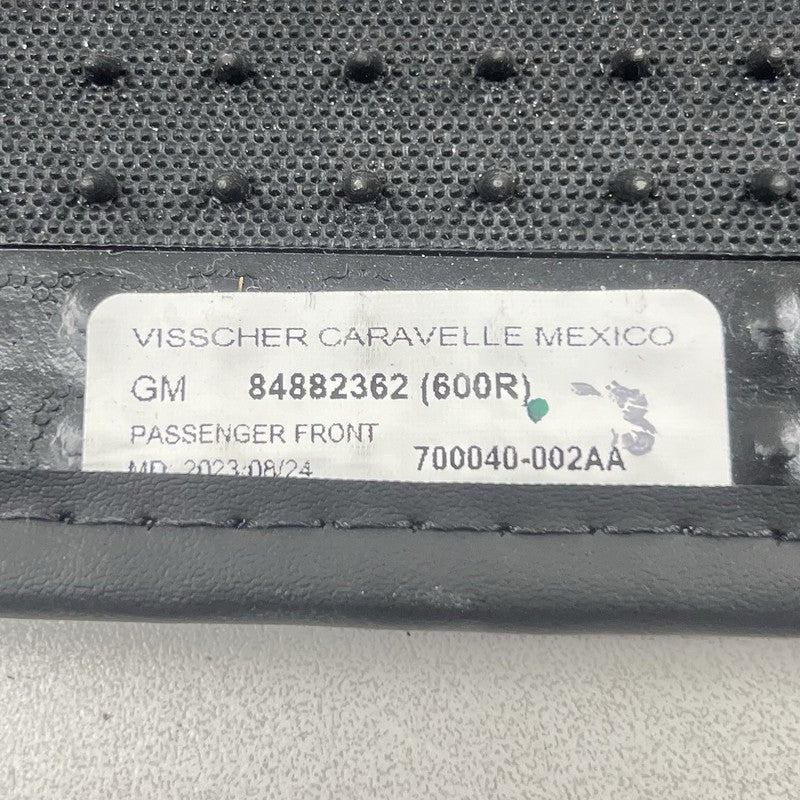 VISSCHER CARAVELLE MEXICO
GM 84882362 (600R)
PASSENGER FRONT
MD: 2023/08/24 700040-002AA